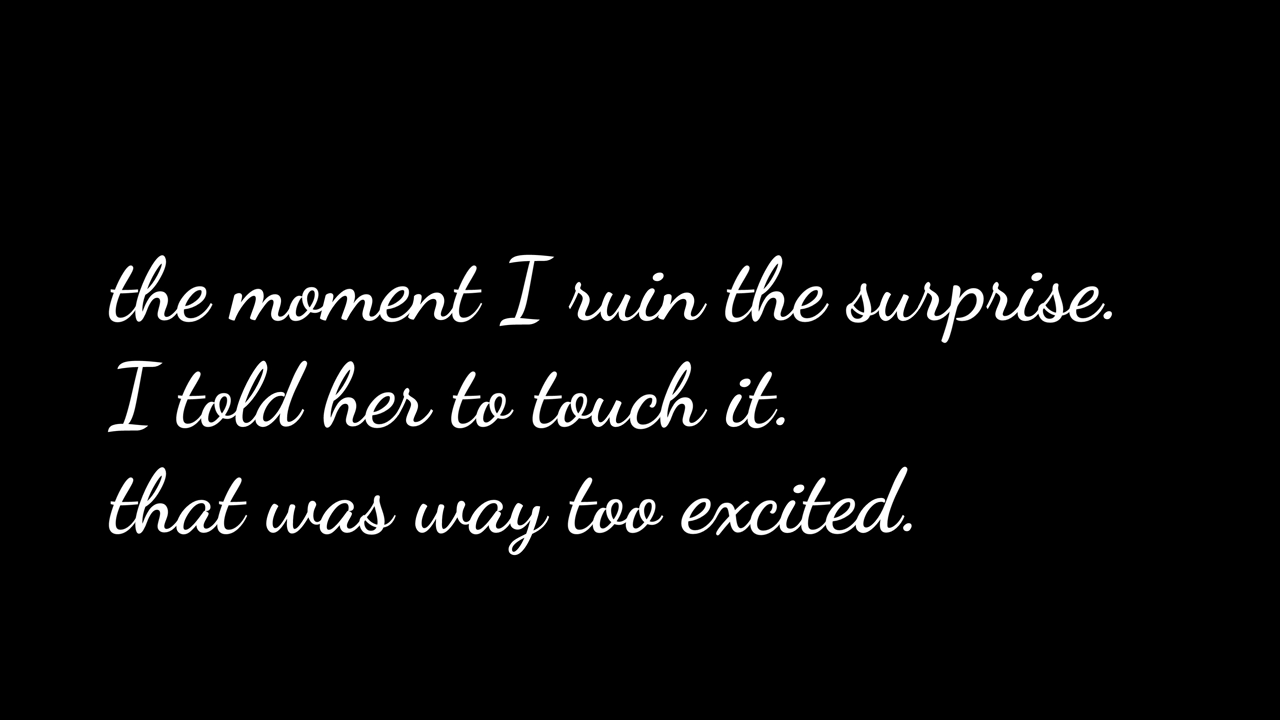 the moment I ruin the surprise.
I told her to touch it.
that was way too excited.